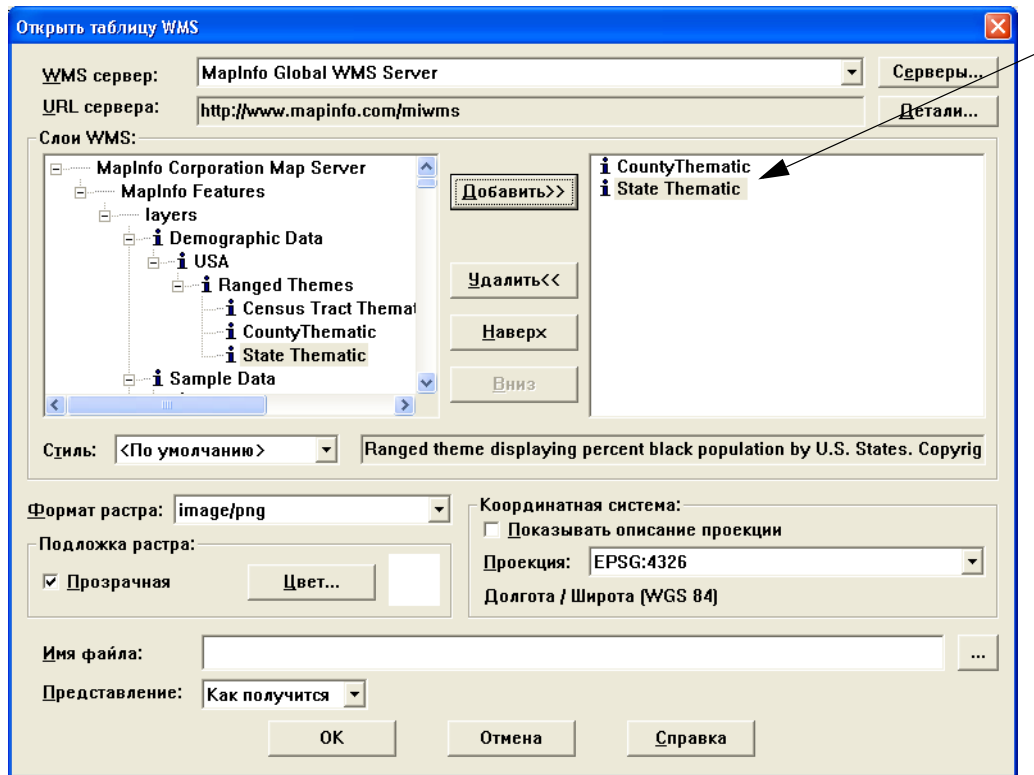 Открыть таблицу WMS
WMS сервер: MapInfo Global WMS Server Серверы...
URL сервера: http://www.mapinfo.com/miwms Детали...
Слои WMS:
MapInfo Corporation Map Server
MapInfo Features
layers
i Demographic Data
i USA
i Ranged Themes
i Census Tract Themat
i CountyThematic
i State Thematic
i Sample Data
Добавить>>
Удалить<<
Наверх
Вниз
i CountyThematic
i State Thematic
Стиль: <По умолчанию> Ranged theme displaying percent black population by U.S. States. Copyrig
Формат растра: image/png
Подложка растра:
Прозрачная Цвет...
Координатная система:
Показывать описание проекции
Проекция: EPSG:4326
Долгота / Широта (WGS 84)
Имя файла: ...
Представление: Как получится
OK Отмена Справка